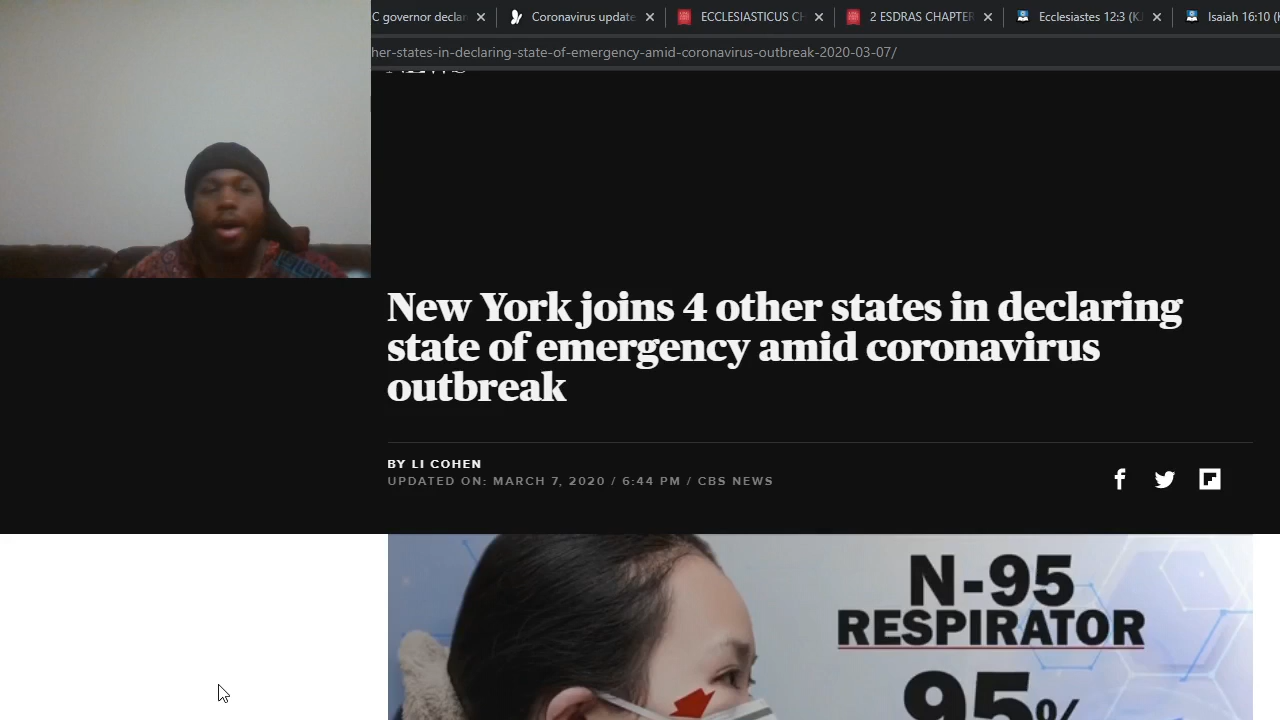 C governor declar
Coronavirus update
ECCLESIASTICUS CH
2 ESDRAS CHAPTER
Ecclesiastes 12:3 (KJ
Isaiah 16:10 (K
her-states-in-declaring-state-of-emergency-amid-coronavirus-outbreak-2020-03-07/
NEWS
New York joins 4 other states in declaring
state of emergency amid coronavirus
outbreak
BY LI COHEN
UPDATED ON: MARCH 7, 2020 / 6:44 PM / CBS NEWS
N-95
RESPIRATOR
95%